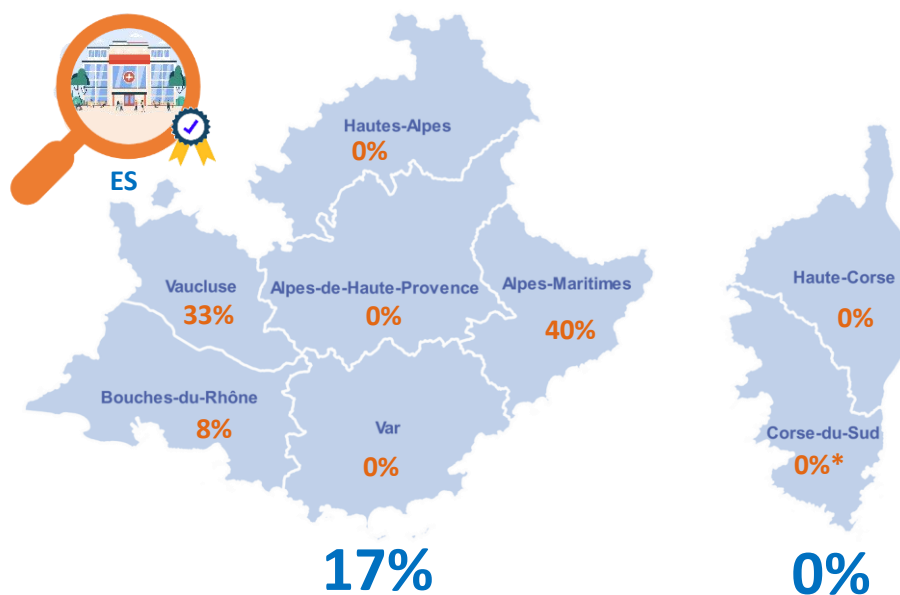 ES
Hautes-Alpes
0%
Vaucluse
33%
Alpes-de-Haute-Provence
0%
Alpes-Maritimes
40%
Bouches-du-Rhône
8%
Var
0%
17%
Haute-Corse
0%
Corse-du-Sud
0%*
0%